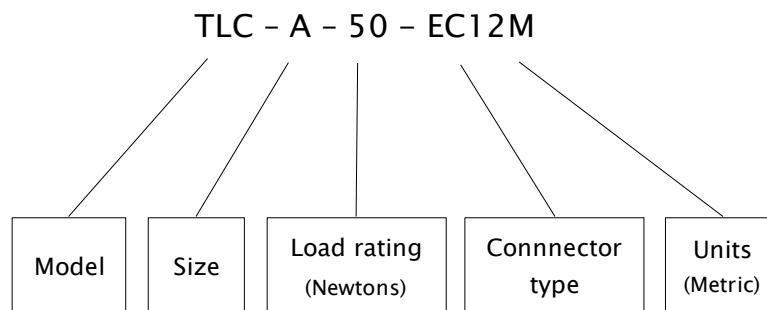 TLC – A – 50 – EC12M
Model
Size
Load rating
(Newtons)
Connnector
type
Units
(Metric)